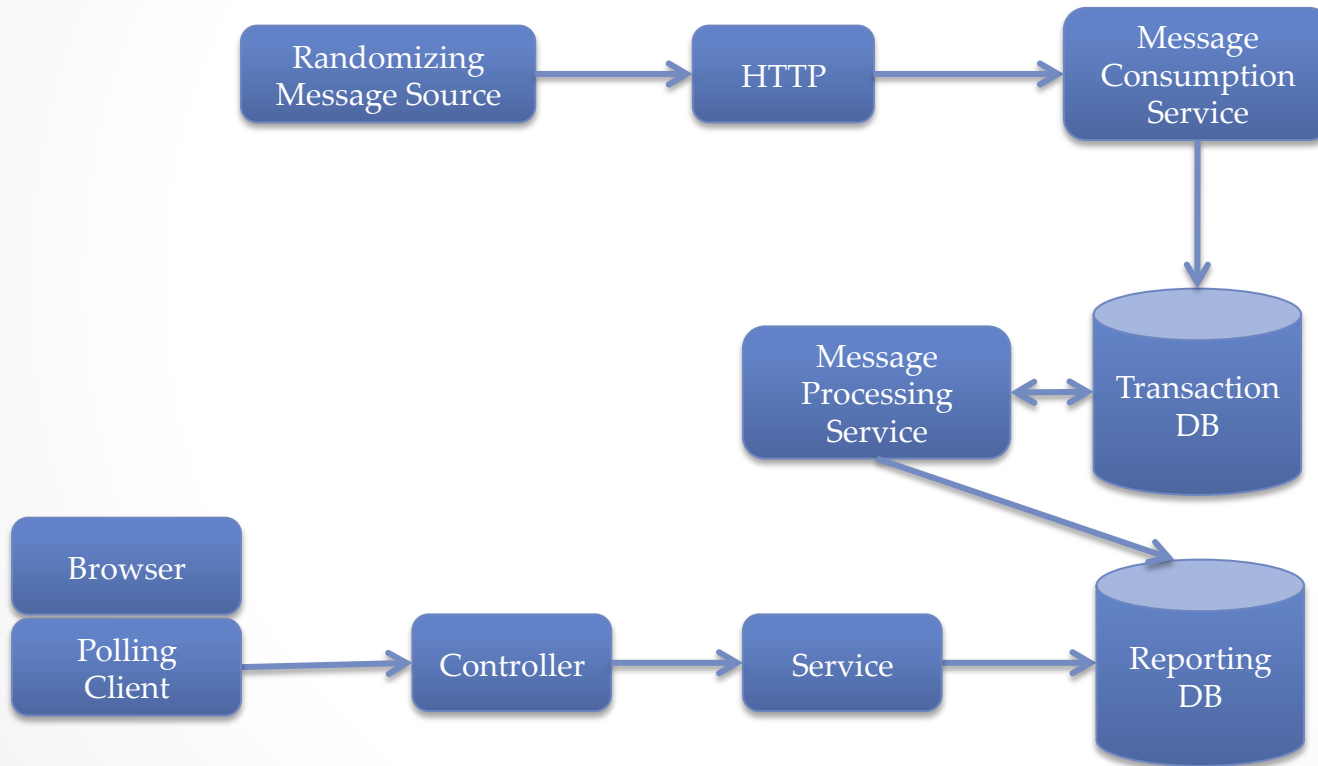 Randomizing
Message Source
HTTP
Message
Consumption
Service
Message
Processing
Service
Transaction
DB
Browser
Polling
Client
Controller
Service
Reporting
DB